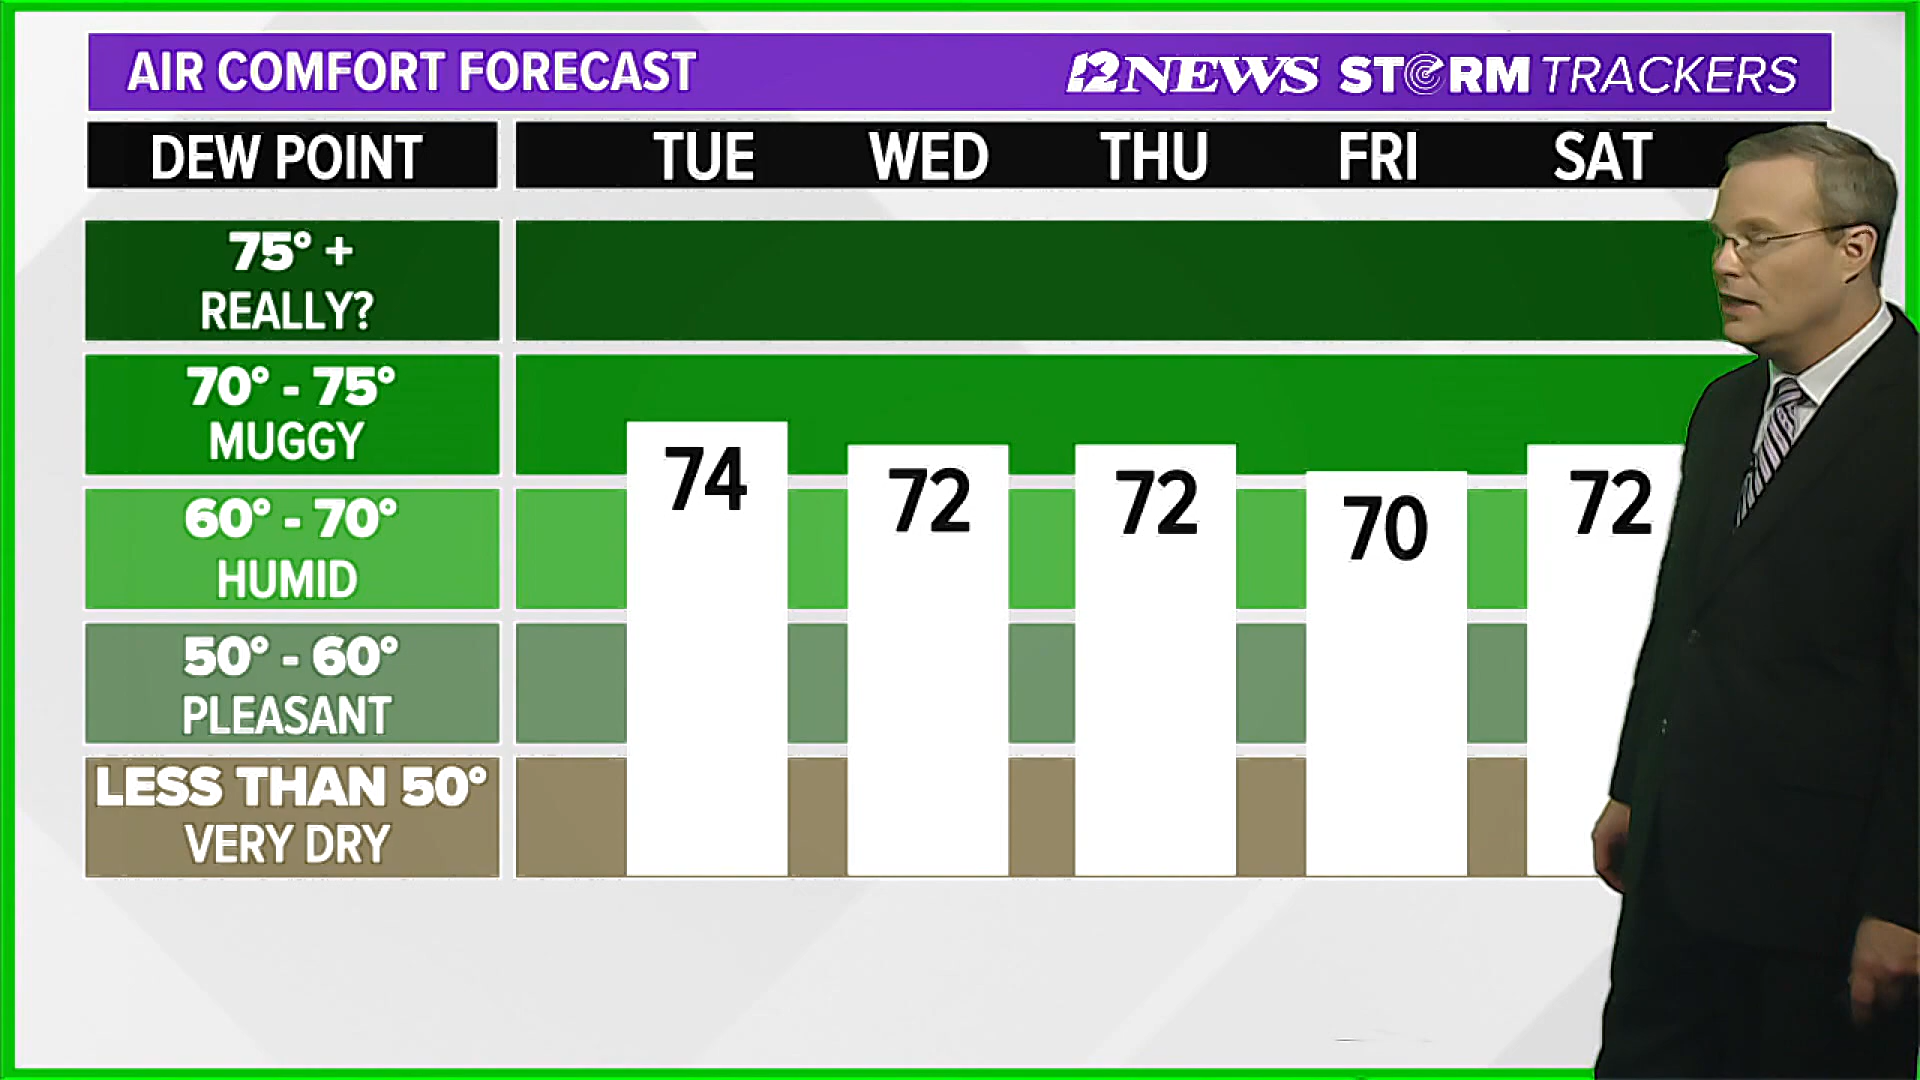 AIR COMFORT FORECAST
12NEWS STORM TRACKERS
DEW POINT TUE WED THU FRI SAT
75° +
REALLY?
70° - 75°
MUGGY
74 72 72 70 72
60° - 70°
HUMID
50° - 60°
PLEASANT
LESS THAN 50°
VERY DRY